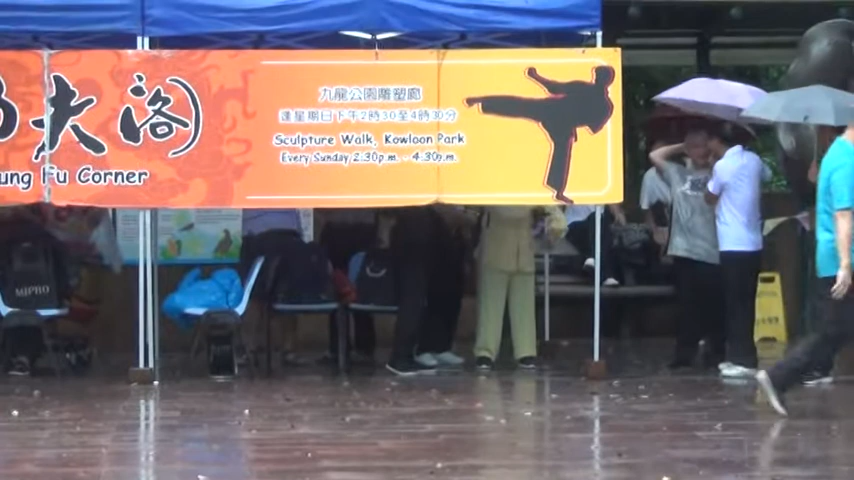 大閣
ung Fu Corner
九龍公園雕塑廊
逢星期日下午2時30至4時30分
Sculpture Walk, Kowloon Park
Every Sunday 2:30p.m. - 4:30p.m.
MIPRO